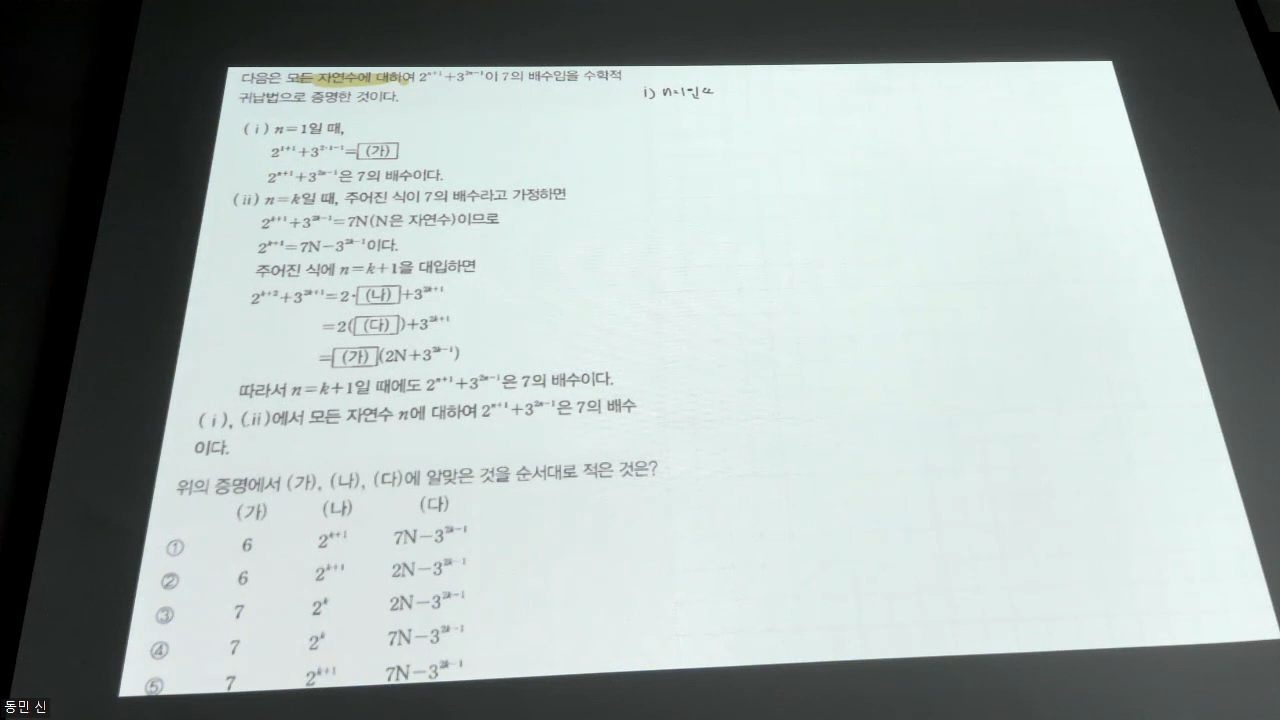 다음은 모든 자연수에 대하여 2ⁿ⁺¹+3²ⁿ⁻¹이 7의 배수임을 수학적
귀납법으로 증명한 것이다.
i) n=1일 때
(ⅰ) n=1일 때,
2¹⁺¹+3²·¹⁻¹=(가)
2ⁿ⁺¹+3²ⁿ⁻¹은 7의 배수이다.
(ⅱ) n=k일 때, 주어진 식이 7의 배수라고 가정하면
2ᵏ⁺¹+3²ᵏ⁻¹=7N(N은 자연수)이므로
2ᵏ⁺¹=7N-3²ᵏ⁻¹이다.
주어진 식에 n=k+1을 대입하면
2ᵏ⁺²+3²ᵏ⁺¹=2·(나)+3²ᵏ⁺¹
=2((다))+3²ᵏ⁺¹
=(가)(2N+3²ᵏ⁻¹)
따라서 n=k+1일 때에도 2ⁿ⁺¹+3²ⁿ⁻¹은 7의 배수이다.
(ⅰ), (ⅱ)에서 모든 자연수 n에 대하여 2ⁿ⁺¹+3²ⁿ⁻¹은 7의 배수
이다.
위의 증명에서 (가), (나), (다)에 알맞은 것을 순서대로 적은 것은?
(가) (나) (다)
① 6 2ᵏ⁺¹ 7N-3²ᵏ⁻¹
② 6 2ᵏ⁺¹ 2N-3²ᵏ⁻¹
③ 7 2ᵏ 2N-3²ᵏ⁻¹
④ 7 2ᵏ 7N-3²ᵏ⁻¹
⑤ 7 2ᵏ⁺¹ 7N-3²ᵏ⁻¹
동민 신